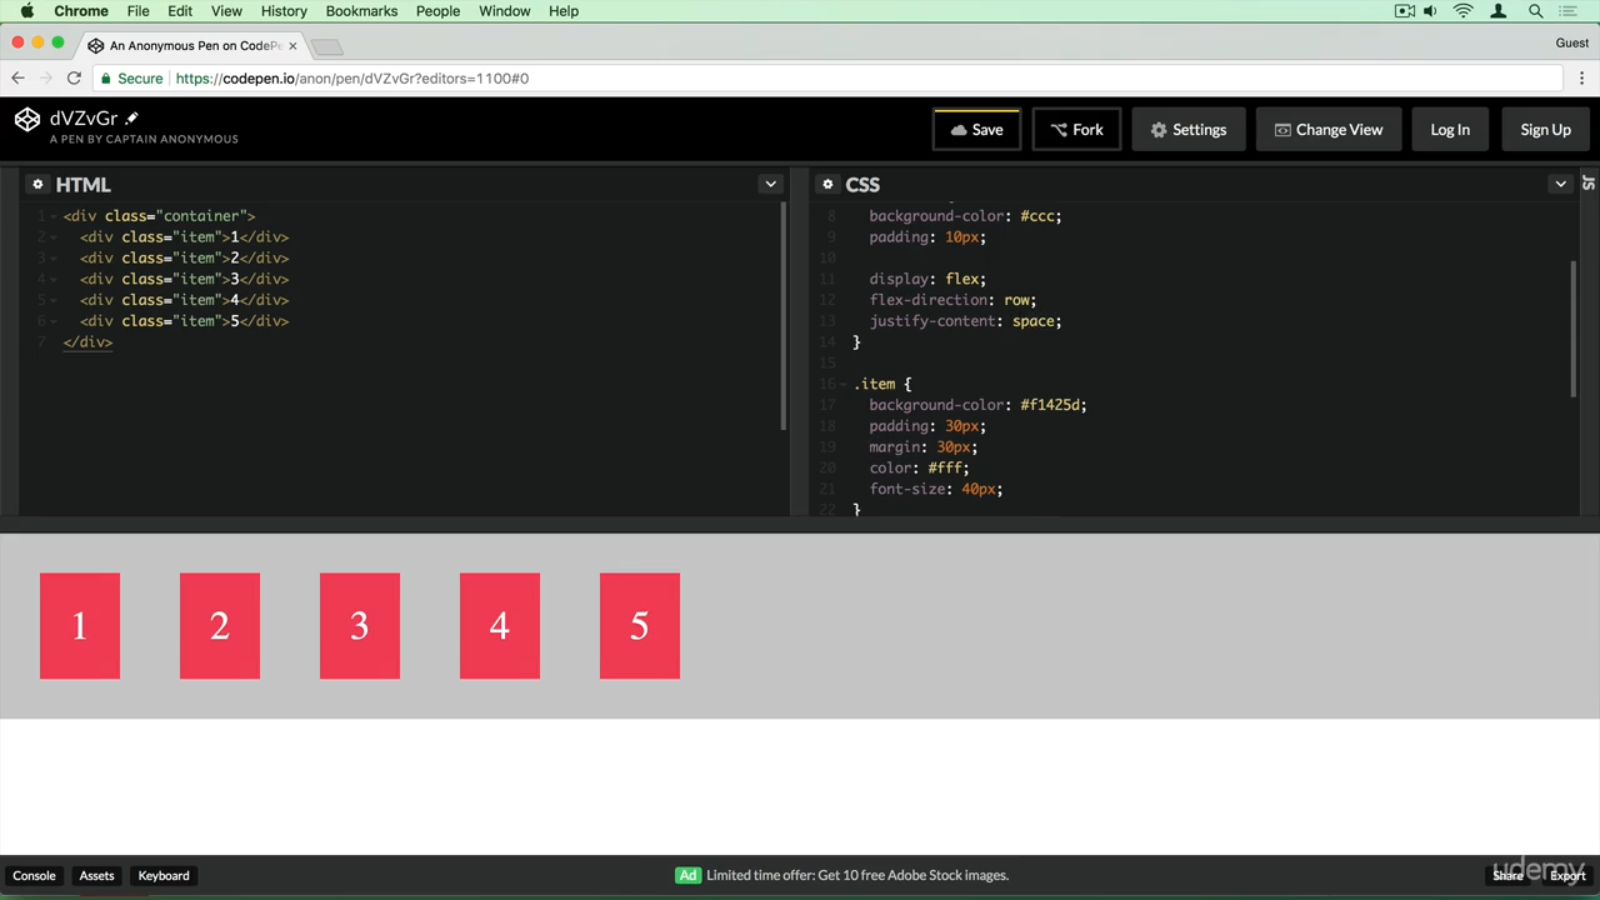 Chrome File Edit View History Bookmarks People Window Help
An Anonymous Pen on CodePe
Guest
Secure https://codepen.io/anon/pen/dVZvGr?editors=1100#0
dVZvGr
A PEN BY CAPTAIN ANONYMOUS
Save Fork Settings Change View Log In Sign Up
HTML
1 <div class="container">
2 <div class="item">1</div>
3 <div class="item">2</div>
4 <div class="item">3</div>
5 <div class="item">4</div>
6 <div class="item">5</div>
7 </div>
CSS
JS
8 background-color: #ccc;
9 padding: 10px;
10
11 display: flex;
12 flex-direction: row;
13 justify-content: space;
14 }
15
16 .item {
17 background-color: #f1425d;
18 padding: 30px;
19 margin: 30px;
20 color: #fff;
21 font-size: 40px;
22 }
1 2 3 4 5
Console Assets Keyboard
Ad Limited time offer: Get 10 free Adobe Stock images.
Share Export
udemy